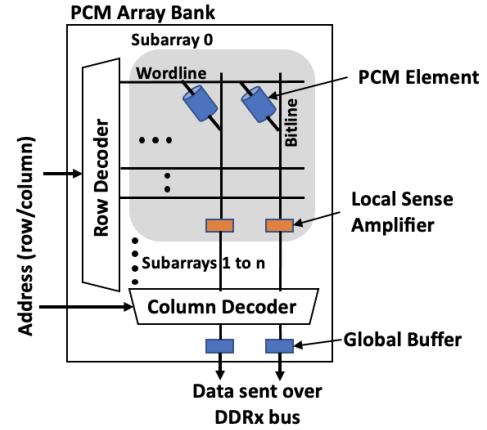 PCM Array Bank
Subarray 0
Wordline
PCM Element
Bitline
Row Decoder
Address (row/column)
Local Sense
Amplifier
Subarrays 1 to n
Column Decoder
Global Buffer
Data sent over
DDRx bus